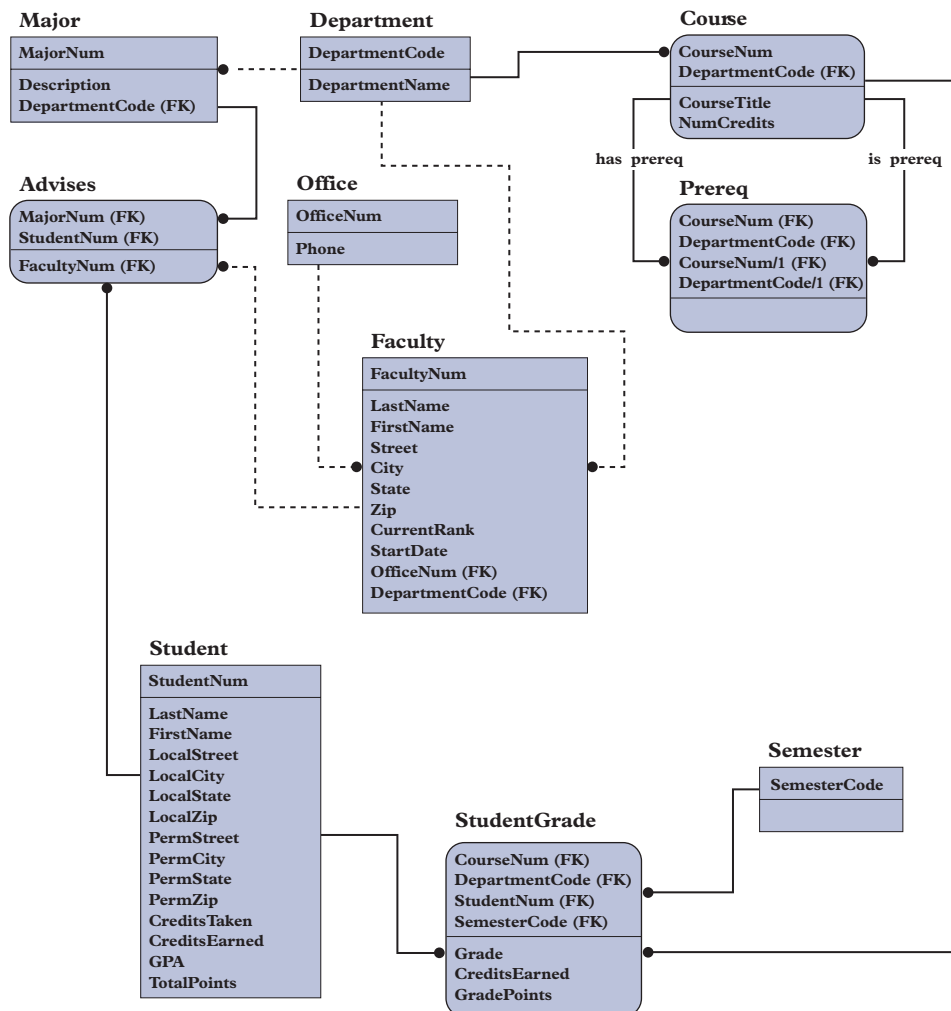 Major
MajorNum
Description
DepartmentCode (FK)
Department
DepartmentCode
DepartmentName
Course
CourseNum
DepartmentCode (FK)
CourseTitle
NumCredits
has prereq
is prereq
Advises
MajorNum (FK)
StudentNum (FK)
FacultyNum (FK)
Office
OfficeNum
Phone
Prereq
CourseNum (FK)
DepartmentCode (FK)
CourseNum/1 (FK)
DepartmentCode/1 (FK)
Faculty
FacultyNum
LastName
FirstName
Street
City
State
Zip
CurrentRank
StartDate
OfficeNum (FK)
DepartmentCode (FK)
Student
StudentNum
LastName
FirstName
LocalStreet
LocalCity
LocalState
LocalZip
PermStreet
PermCity
PermState
PermZip
CreditsTaken
CreditsEarned
GPA
TotalPoints
Semester
SemesterCode
StudentGrade
CourseNum (FK)
DepartmentCode (FK)
StudentNum (FK)
SemesterCode (FK)
Grade
CreditsEarned
GradePoints